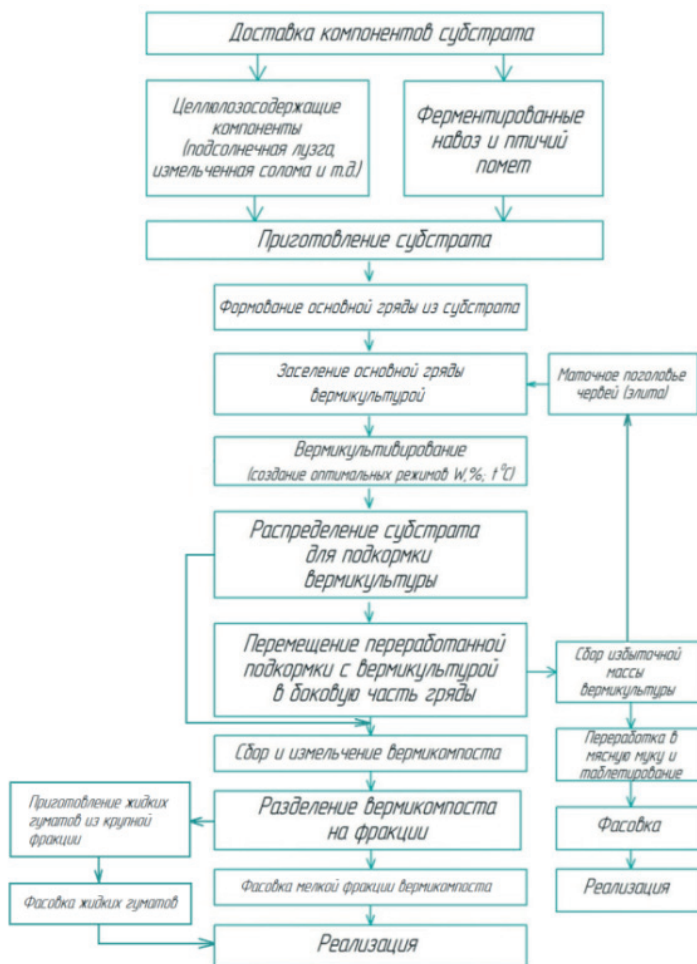 Доставка компонентов субстрата
Целлюлозосодержащие
компоненты
(подсолнечная лузга,
измельченная солома и т.д.)
Ферментированные
навоз и птичий
помет
Приготовление субстрата
Формование основной гряды из субстрата
Заселение основной гряды
вермикультурой
Маточное поголовье
червей (элита)
Вермикультивирование
(создание оптимальных режимов W,%; t°C)
Распределение субстрата
для подкормки
вермикультуры
Перемещение переработанной
подкормки с вермикультурой
в боковую часть гряды
Сбор избыточной
массы
вермикультуры
Сбор и измельчение вермикомпоста
Переработка в
мясную муку и
таблетирование
Приготовление жидких
гуматов из крупной
фракции
Разделение вермикомпоста
на фракции
Фасовка
Фасовка мелкой фракции вермикомпоста
Реализация
Фасовка жидких гуматов
Реализация